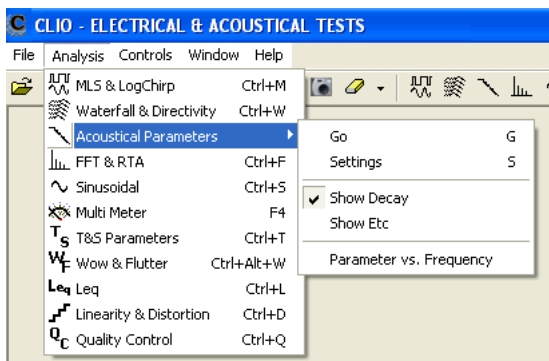 CLIO - ELECTRICAL & ACOUSTICAL TESTS
File Analysis Controls Window Help
MLS & LogChirp Ctrl+M
Waterfall & Directivity Ctrl+W
Acoustical Parameters
Go G
FFT & RTA Ctrl+F
Settings S
Sinusoidal Ctrl+S
Show Decay
Multi Meter F4
Show Etc
T&S Parameters Ctrl+T
Wow & Flutter Ctrl+Alt+W
Parameter vs. Frequency
Leq Leq Ctrl+L
Linearity & Distortion Ctrl+D
QC Quality Control Ctrl+Q